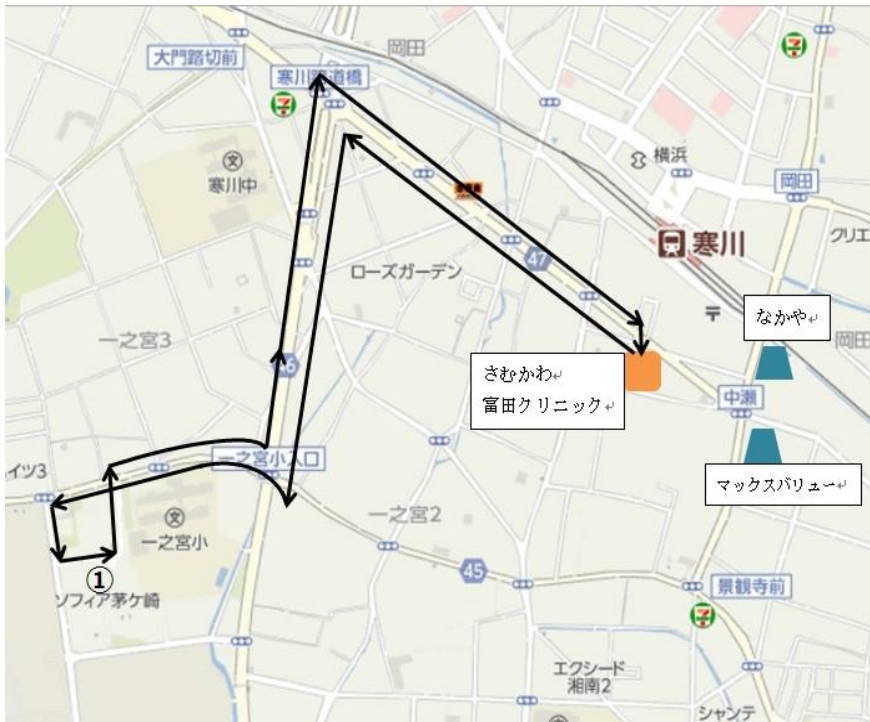 岡田
大門踏切前
寒川中
横浜
岡田
寒川
クリエ
47
ローズガーデン
〒
なかや
岡田
一之宮3
46
さむかわ
富田クリニック
中瀬
一之宮小入口
イツ3
マックスバリュー
一之宮2
一之宮小
①
45
ソフィア茅ケ崎
景観寺前
エクシード
湘南2
シャンテ